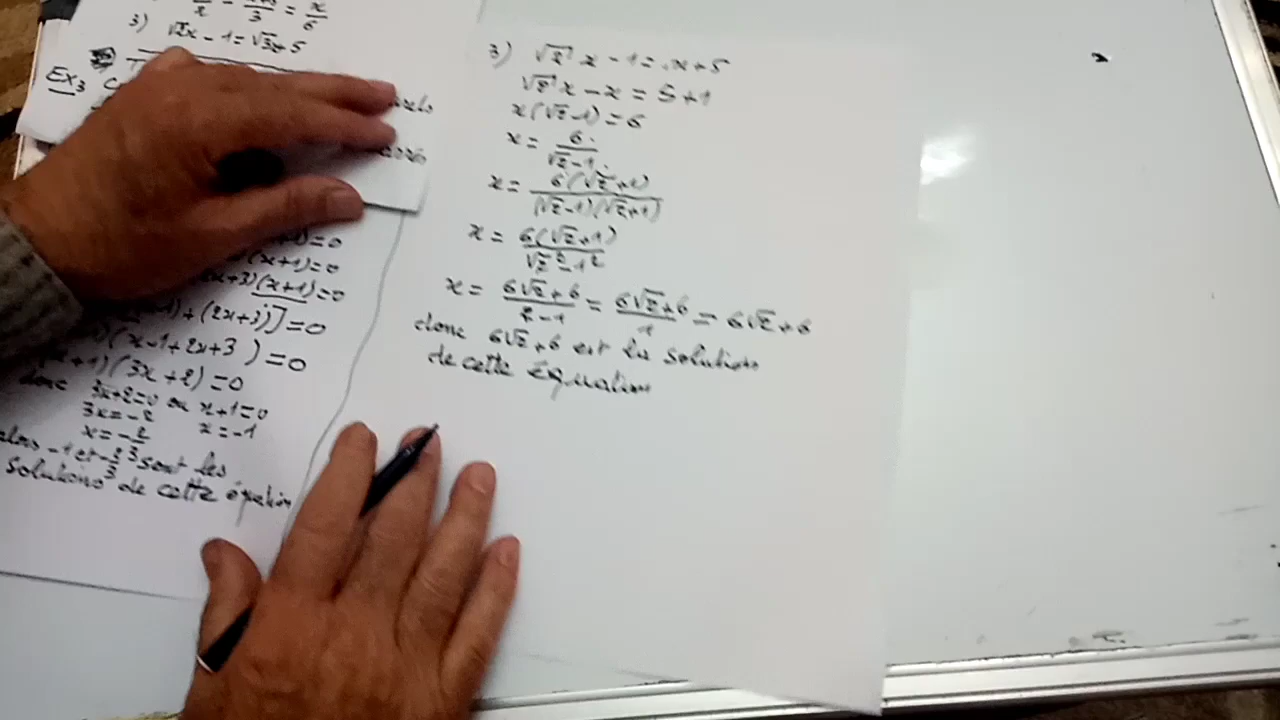 = x/6
3) √2x - 1 = √3x 5
Ex3
3) √2 x - 1 = x + 5
√2 x - x = 5 + 1
x(√2 - 1) = 6
x = 6/(√2 - 1)
x = 6(√2 + 1)/((√2 - 1)(√2 + 1))
x = 6(√2 + 1)/(√2² - 1²)
x = (6√2 + 6)/(2 - 1) = (6√2 + 6)/1 = 6√2 + 6
donc 6√2 + 6 est la solution
de cette équation
) = 0
(x+1) = 0
x+3)(x+1) = 0
) + (2x+3)] = 0
(x - 1 + 2x + 3 ) = 0
+1)(3x + 2) = 0
donc 3x+2=0 ou x+1=0
3x = -2 x = -1
x = -2/3
alors -1 et -2/3 sont les
solutions de cette équation